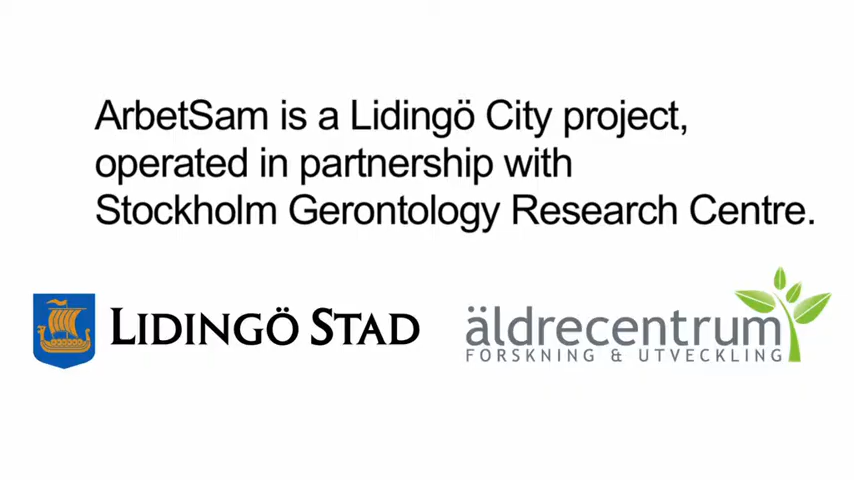 ArbetSam is a Lidingö City project,
operated in partnership with
Stockholm Gerontology Research Centre.
LIDINGÖ STAD
äldrecentrum
FORSKNING & UTVECKLING